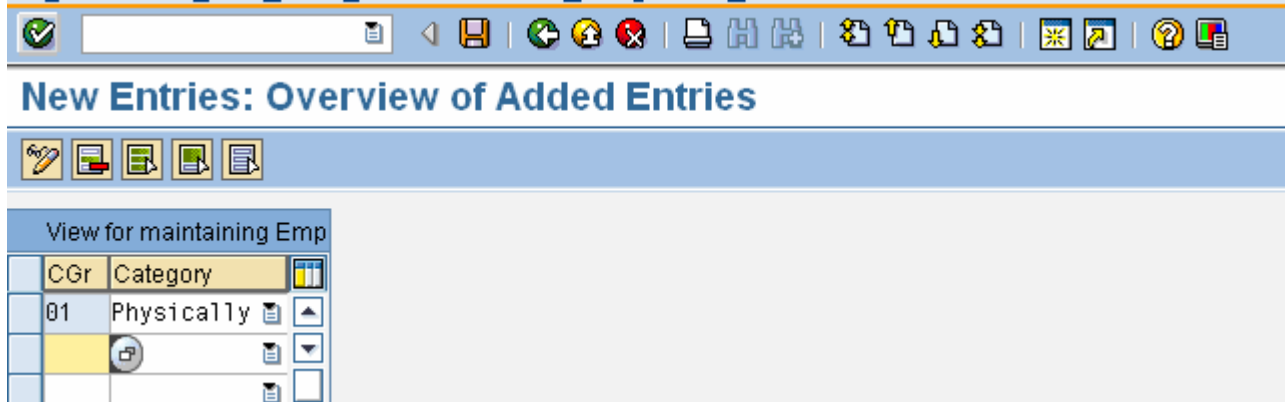 New Entries: Overview of Added Entries
View for maintaining Emp
CGr Category
01 Physically